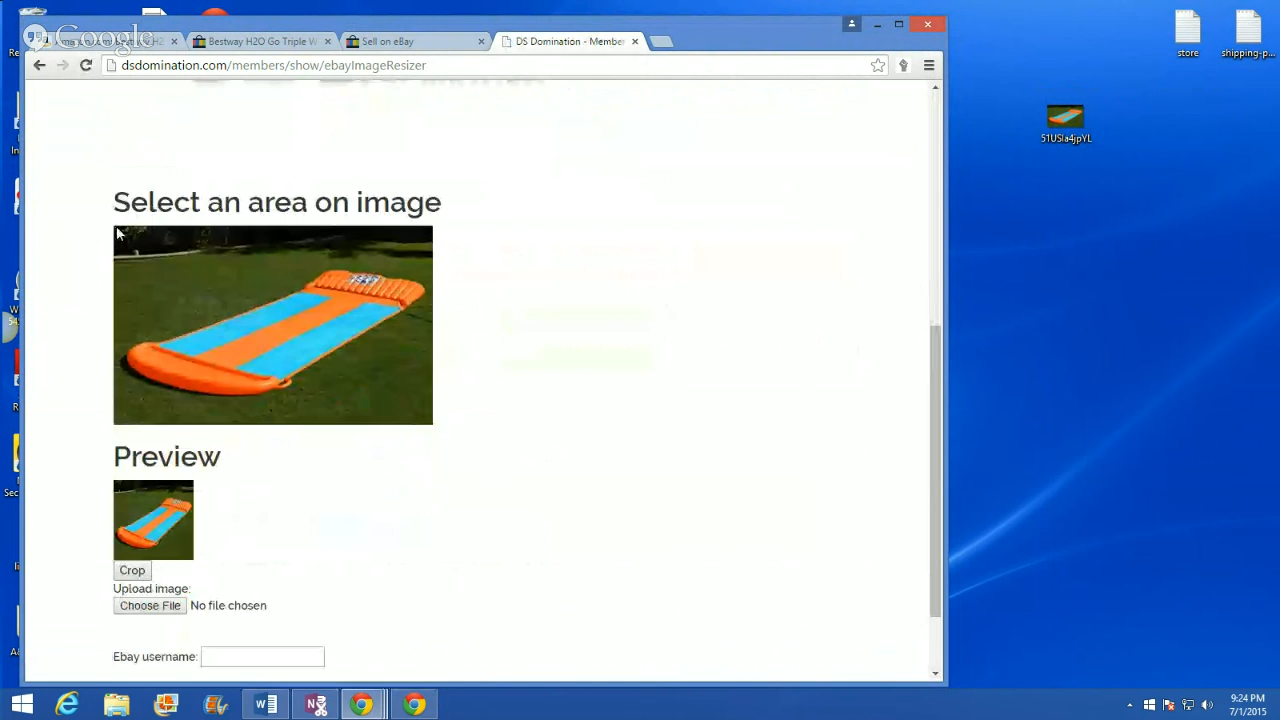 Google
Bestway H2O Go Triple W
Sell on eBay
DS Domination - Membe
dsdomination.com/members/show/ebayImageResizer
store
shipping-p...
51USla4jpYL
Select an area on image
Preview
Crop
Upload image:
Choose File No file chosen
Ebay username:
9:24 PM
7/1/2015